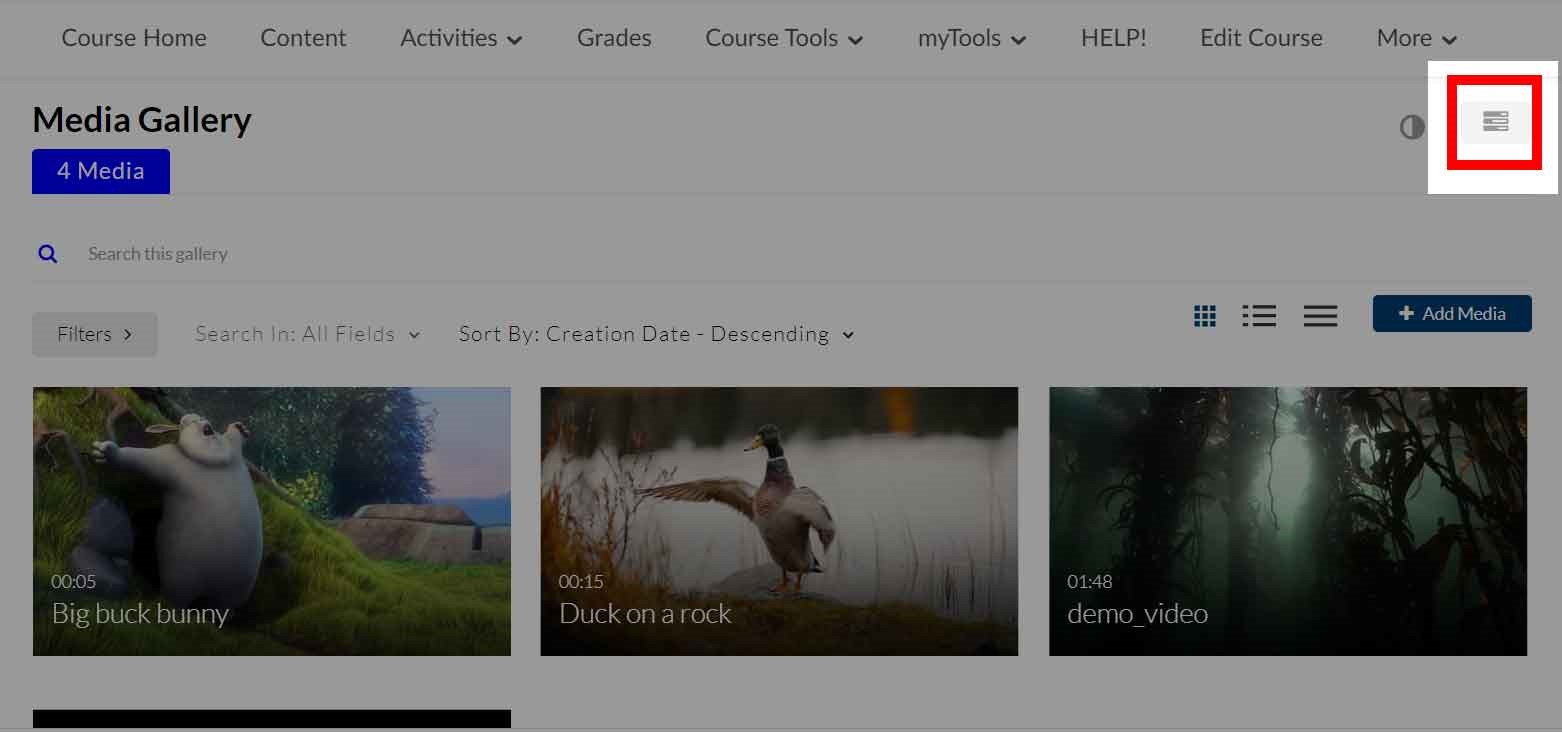 Course Home Content Activities Grades Course Tools myTools HELP! Edit Course More
Media Gallery
4 Media
Search this gallery
Filters Search In: All Fields Sort By: Creation Date - Descending + Add Media
00:05 00:15 01:48
Big buck bunny Duck on a rock demo_video